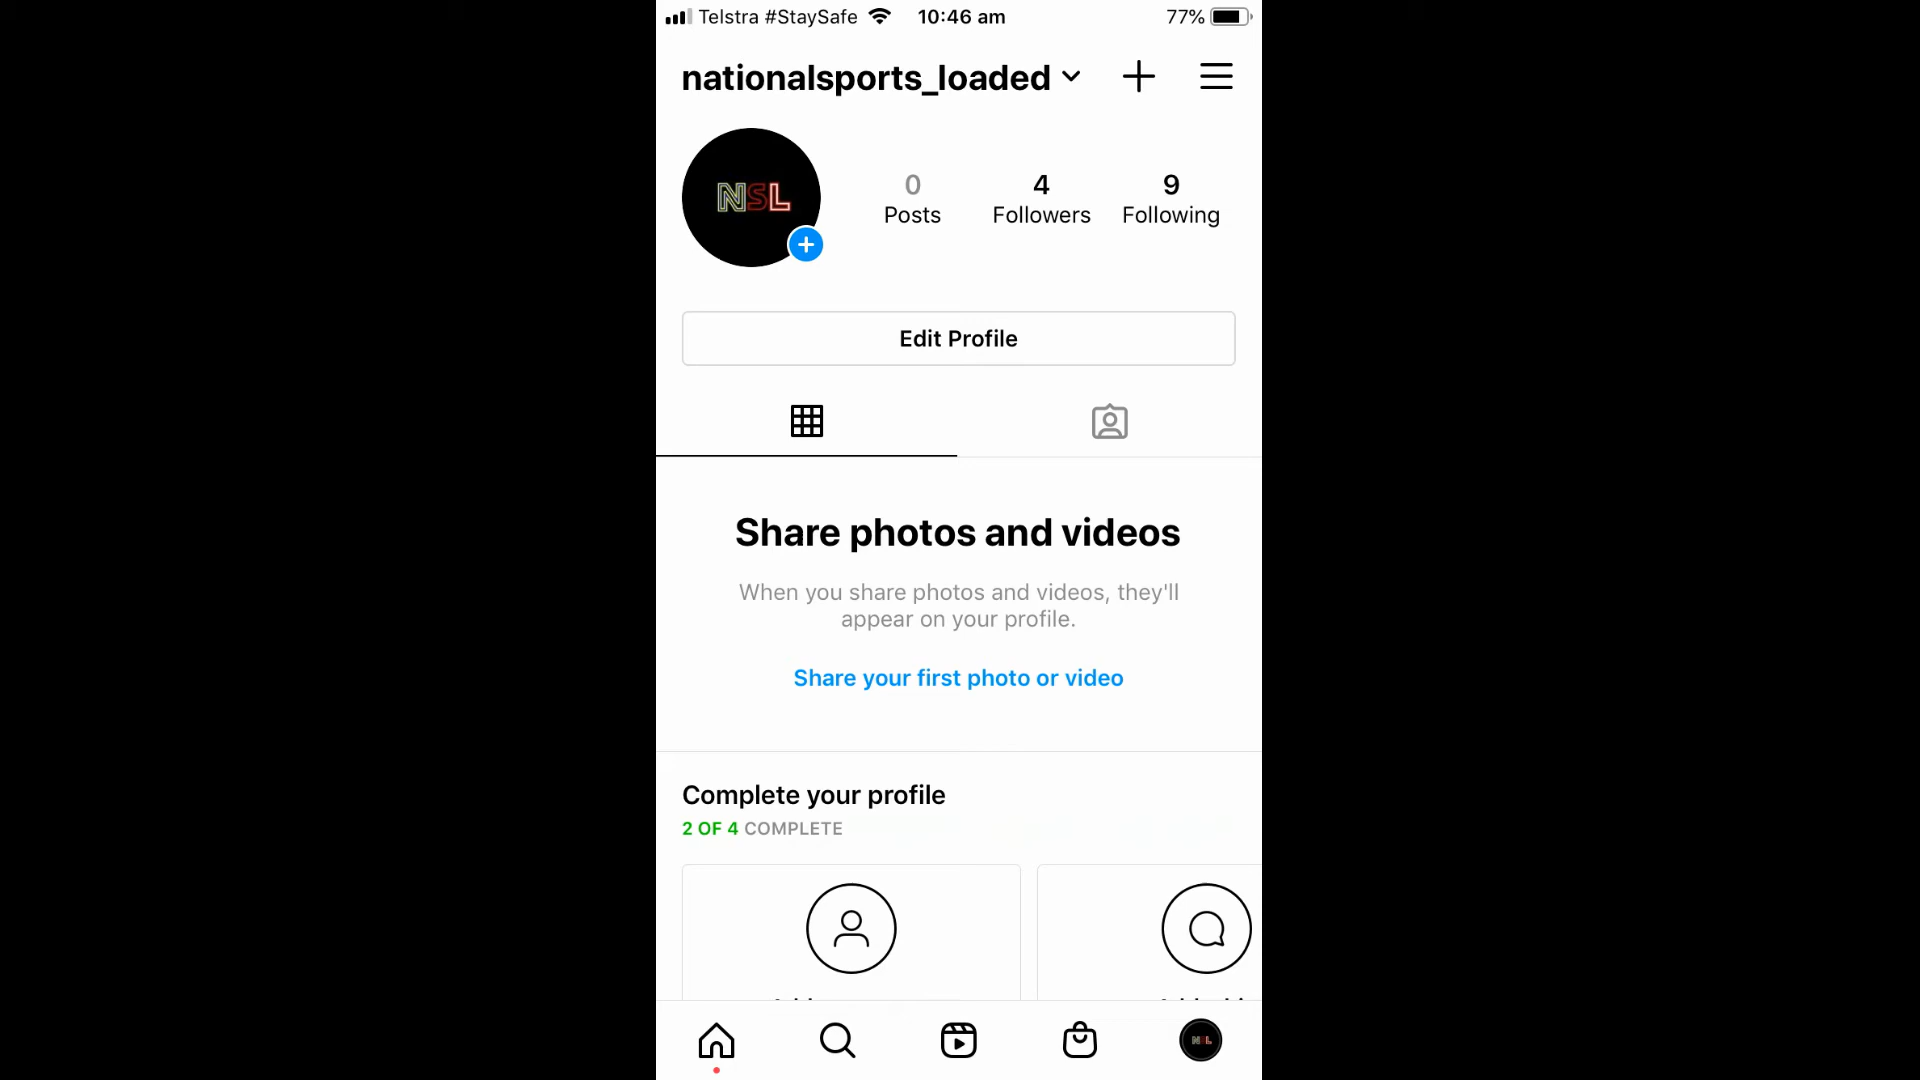 Telstra #StaySafe 10:46 am 77%
nationalsports_loaded
NSL
0 4 9
Posts Followers Following
Edit Profile
Share photos and videos
When you share photos and videos, they'll
appear on your profile.
Share your first photo or video
Complete your profile
2 OF 4 COMPLETE
NSL